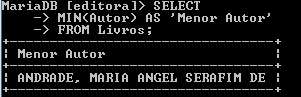 MariaDB [editora]> SELECT
-> MIN(Autor) AS 'Menor Autor'
-> FROM Livros;
+-------------------------------+
| Menor Autor                   |
+-------------------------------+
| ANDRADE, MARIA ANGEL SERAFIM DE |
+-------------------------------+